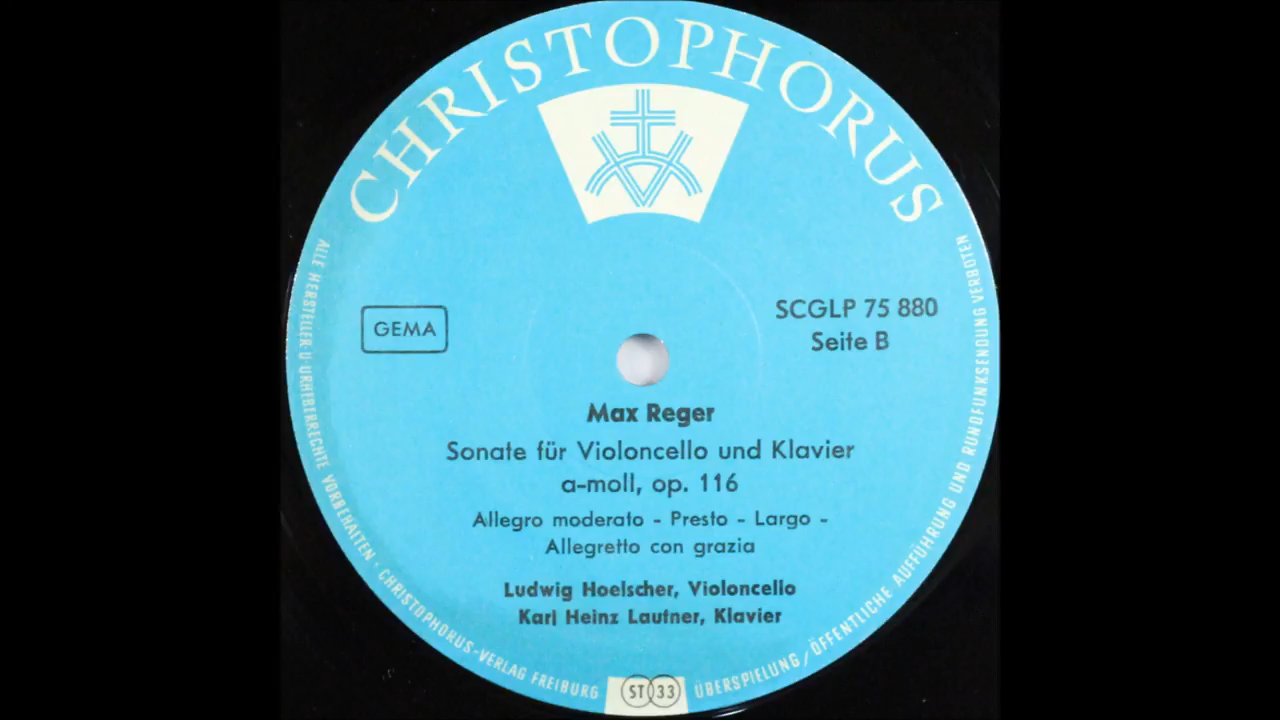 CHRISTOPHORUS
GEMA
SCGLP 75 880
Seite B
Max Reger
Sonate für Violoncello und Klavier
a-moll, op. 116
Allegro moderato - Presto - Largo -
Allegretto con grazia
Ludwig Hoelscher, Violoncello
Karl Heinz Lautner, Klavier
ALLE HERSTELLER- U. URHEBERRECHTE VORBEHALTEN · CHRISTOPHORUS-VERLAG FREIBURG
ST 33
ÜBERSPIELUNG / ÖFFENTLICHE AUFFÜHRUNG UND RUNDFUNKSENDUNG VERBOTEN